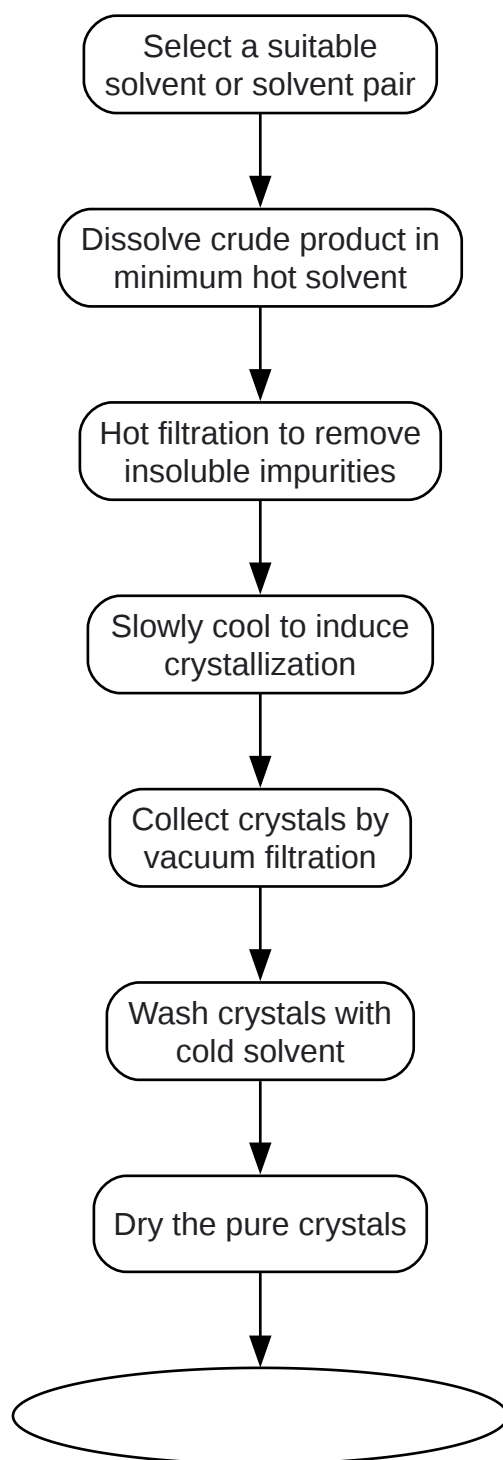 Select a suitable
solvent or solvent pair
Dissolve crude product in
minimum hot solvent
Hot filtration to remove
insoluble impurities
Slowly cool to induce
crystallization
Collect crystals by
vacuum filtration
Wash crystals with
cold solvent
Dry the pure crystals